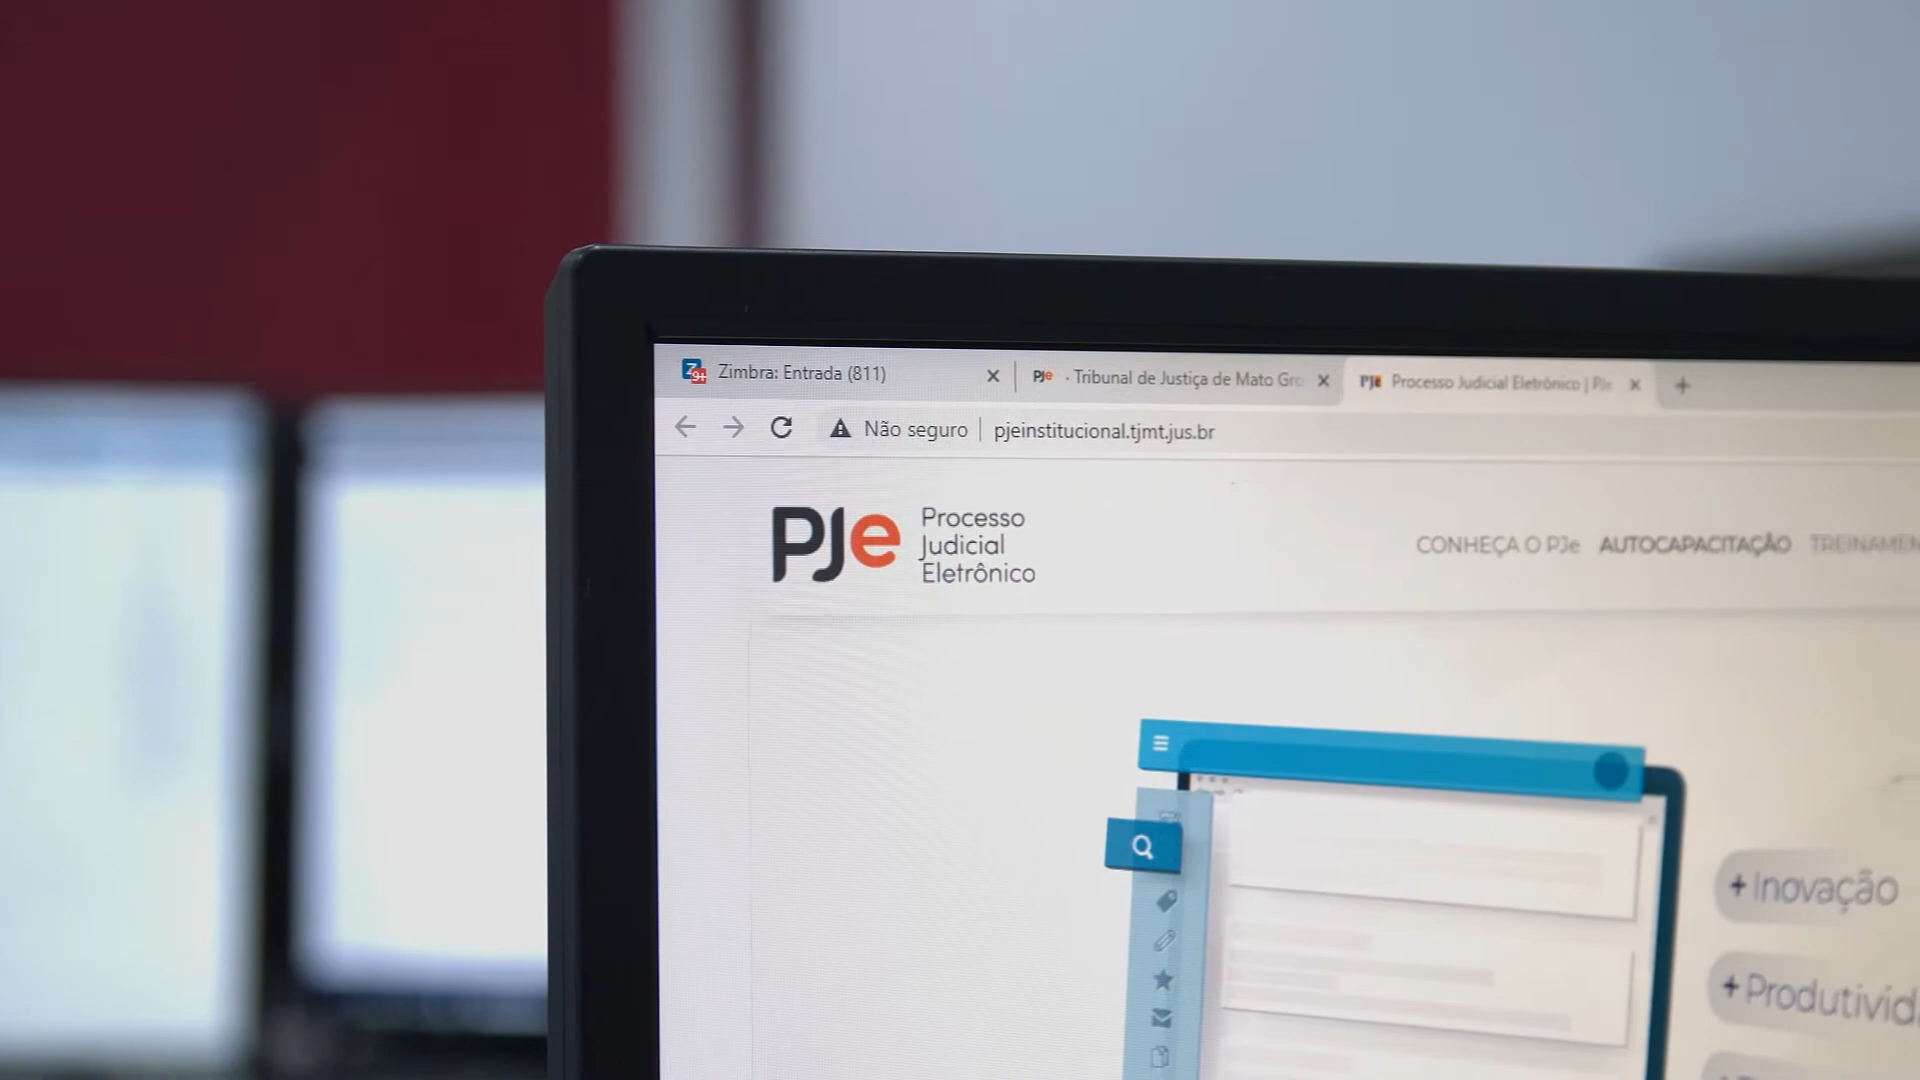 Zimbra: Entrada (811)
PJe · Tribunal de Justiça de Mato Gro
PJe Processo Judicial Eletrônico | PJe
Não seguro
pjeinstitucional.tjmt.jus.br
PJe
Processo
Judicial
Eletrônico
CONHEÇA O PJe AUTOCAPACITAÇÃO TREINAMEN
+ Inovação
+ Produtivid